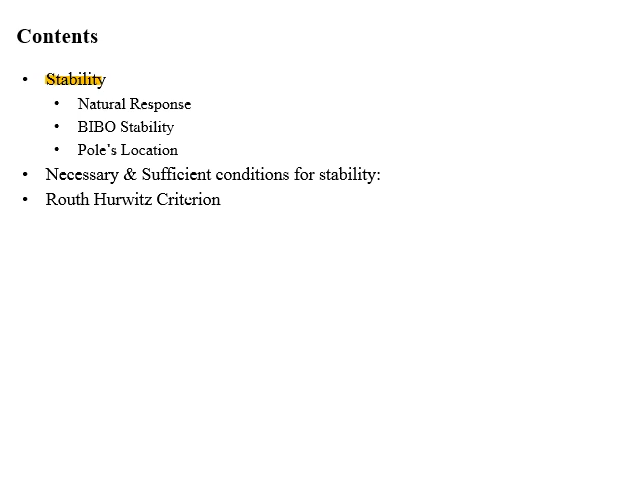 Contents
• Stability
• Natural Response
• BIBO Stability
• Pole's Location
• Necessary & Sufficient conditions for stability:
• Routh Hurwitz Criterion